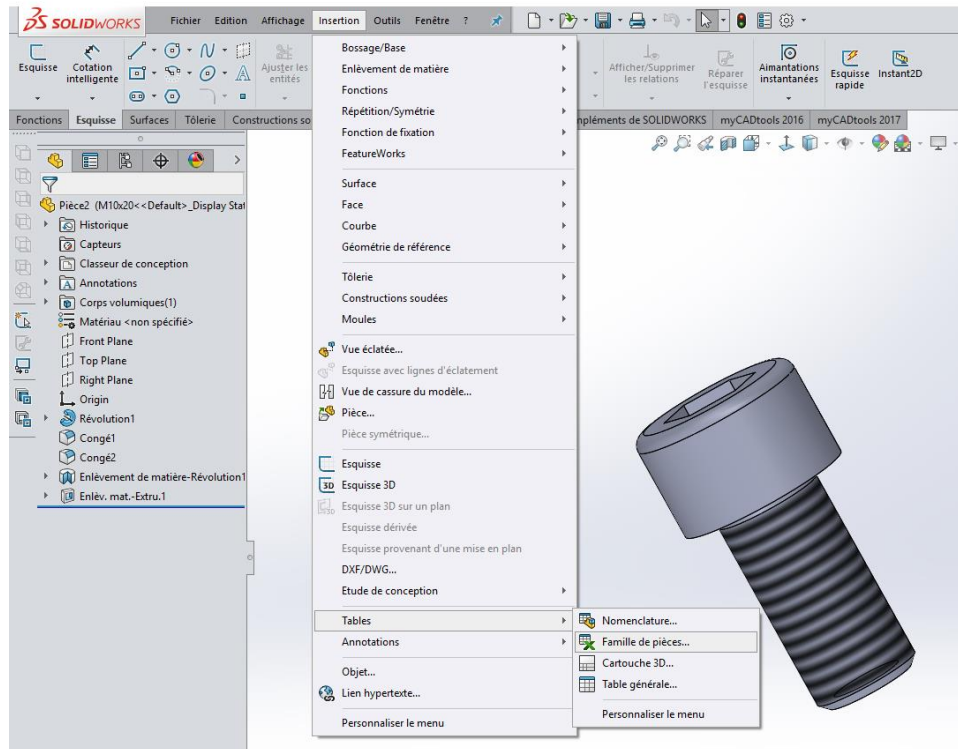 SOLIDWORKS Fichier Edition Affichage Insertion Outils Fenêtre ?
Esquisse
Cotation
intelligente
Ajuster les
entités
Afficher/Supprimer
les relations
Réparer
l'esquisse
Aimantations
instantanées
Esquisse
rapide
Instant2D
Fonctions Esquisse Surfaces Tôlerie Constructions so
mpléments de SOLIDWORKS myCADtools 2016 myCADtools 2017
Pièce2 (M10x20<<Default>_Display Stat
Historique
Capteurs
Classeur de conception
Annotations
Corps volumiques(1)
Matériau <non spécifié>
Front Plane
Top Plane
Right Plane
Origin
Révolution1
Congé1
Congé2
Enlèvement de matière-Révolution1
Enlèv. mat.-Extru.1
Bossage/Base
Enlèvement de matière
Fonctions
Répétition/Symétrie
Fonction de fixation
FeatureWorks
Surface
Face
Courbe
Géométrie de référence
Tôlerie
Constructions soudées
Moules
Vue éclatée...
Esquisse avec lignes d'éclatement
Vue de cassure du modèle...
Pièce...
Pièce symétrique...
Esquisse
3D Esquisse 3D
Esquisse 3D sur un plan
Esquisse dérivée
Esquisse provenant d'une mise en plan
DXF/DWG...
Etude de conception
Tables
Annotations
Objet...
Lien hypertexte...
Personnaliser le menu
Nomenclature...
Famille de pièces...
Cartouche 3D...
Table générale...
Personnaliser le menu